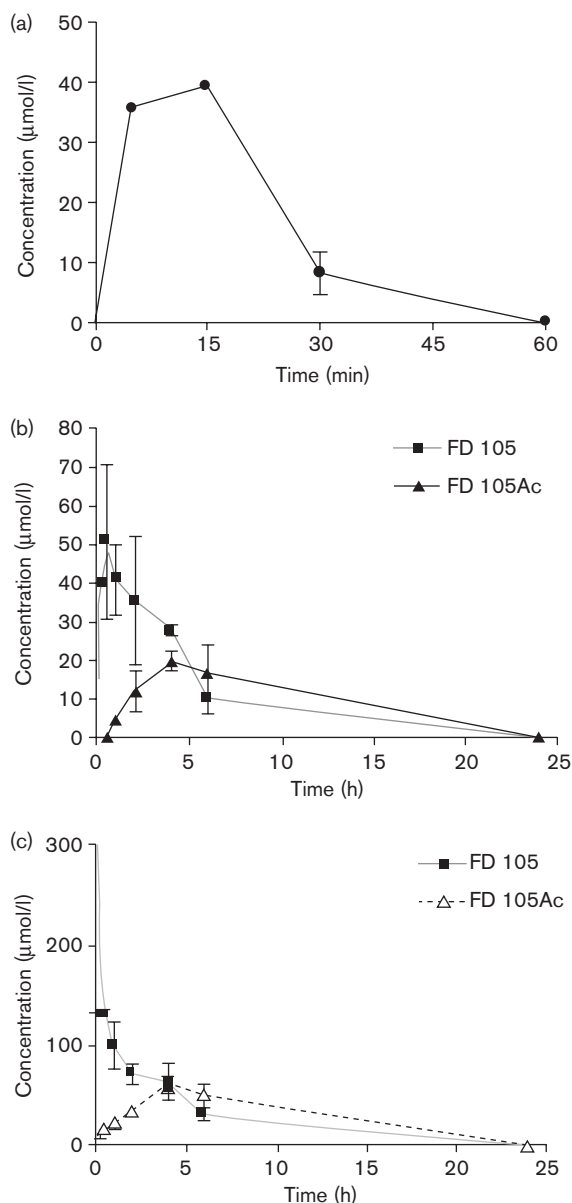 (a)
50
40
30
20
10
0
Concentration (µmol/l)
0 15 30 45 60
Time (min)
(b)
80
70
60
50
40
30
20
10
0
Concentration (µmol/l)
FD 105
FD 105Ac
0 5 10 15 20 25
Time (h)
(c)
300
200
100
0
Concentration (µmol/l)
FD 105
FD 105Ac
0 5 10 15 20 25
Time (h)